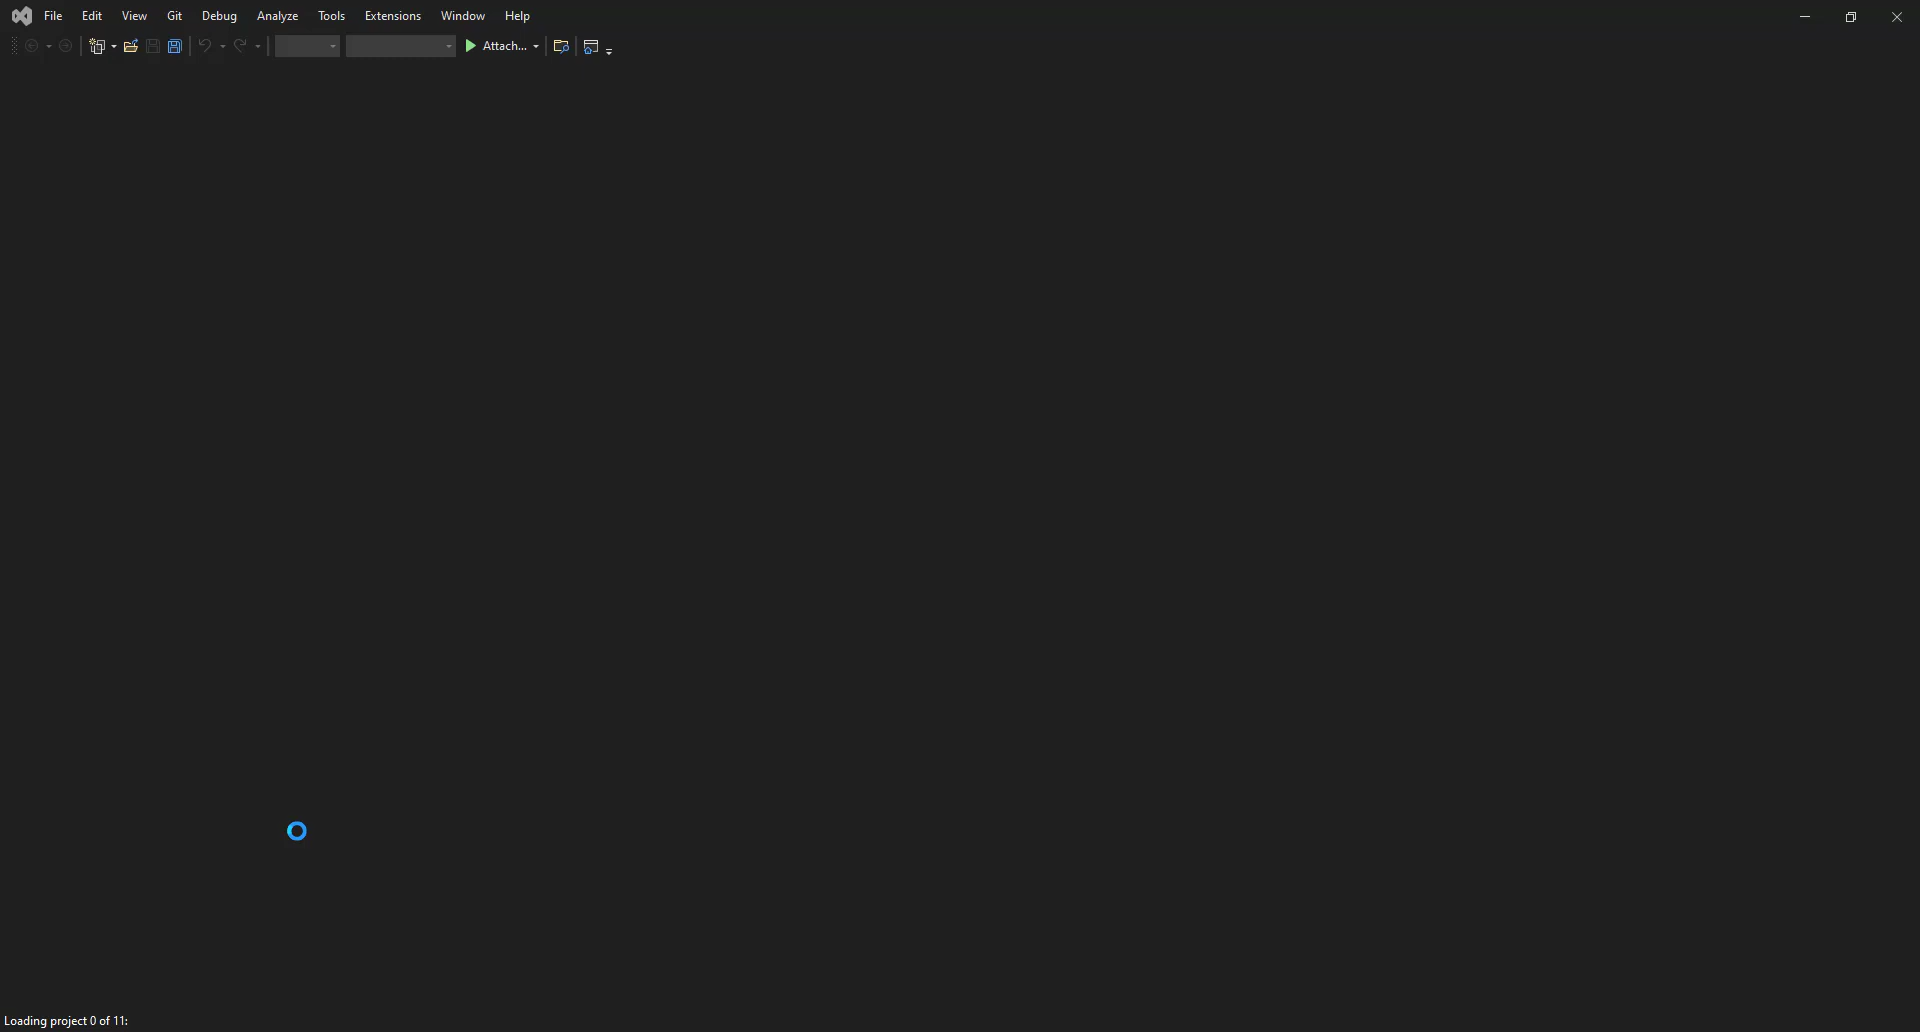 File Edit View Git Debug Analyze Tools Extensions Window Help
Attach...
Loading project 0 of 11: